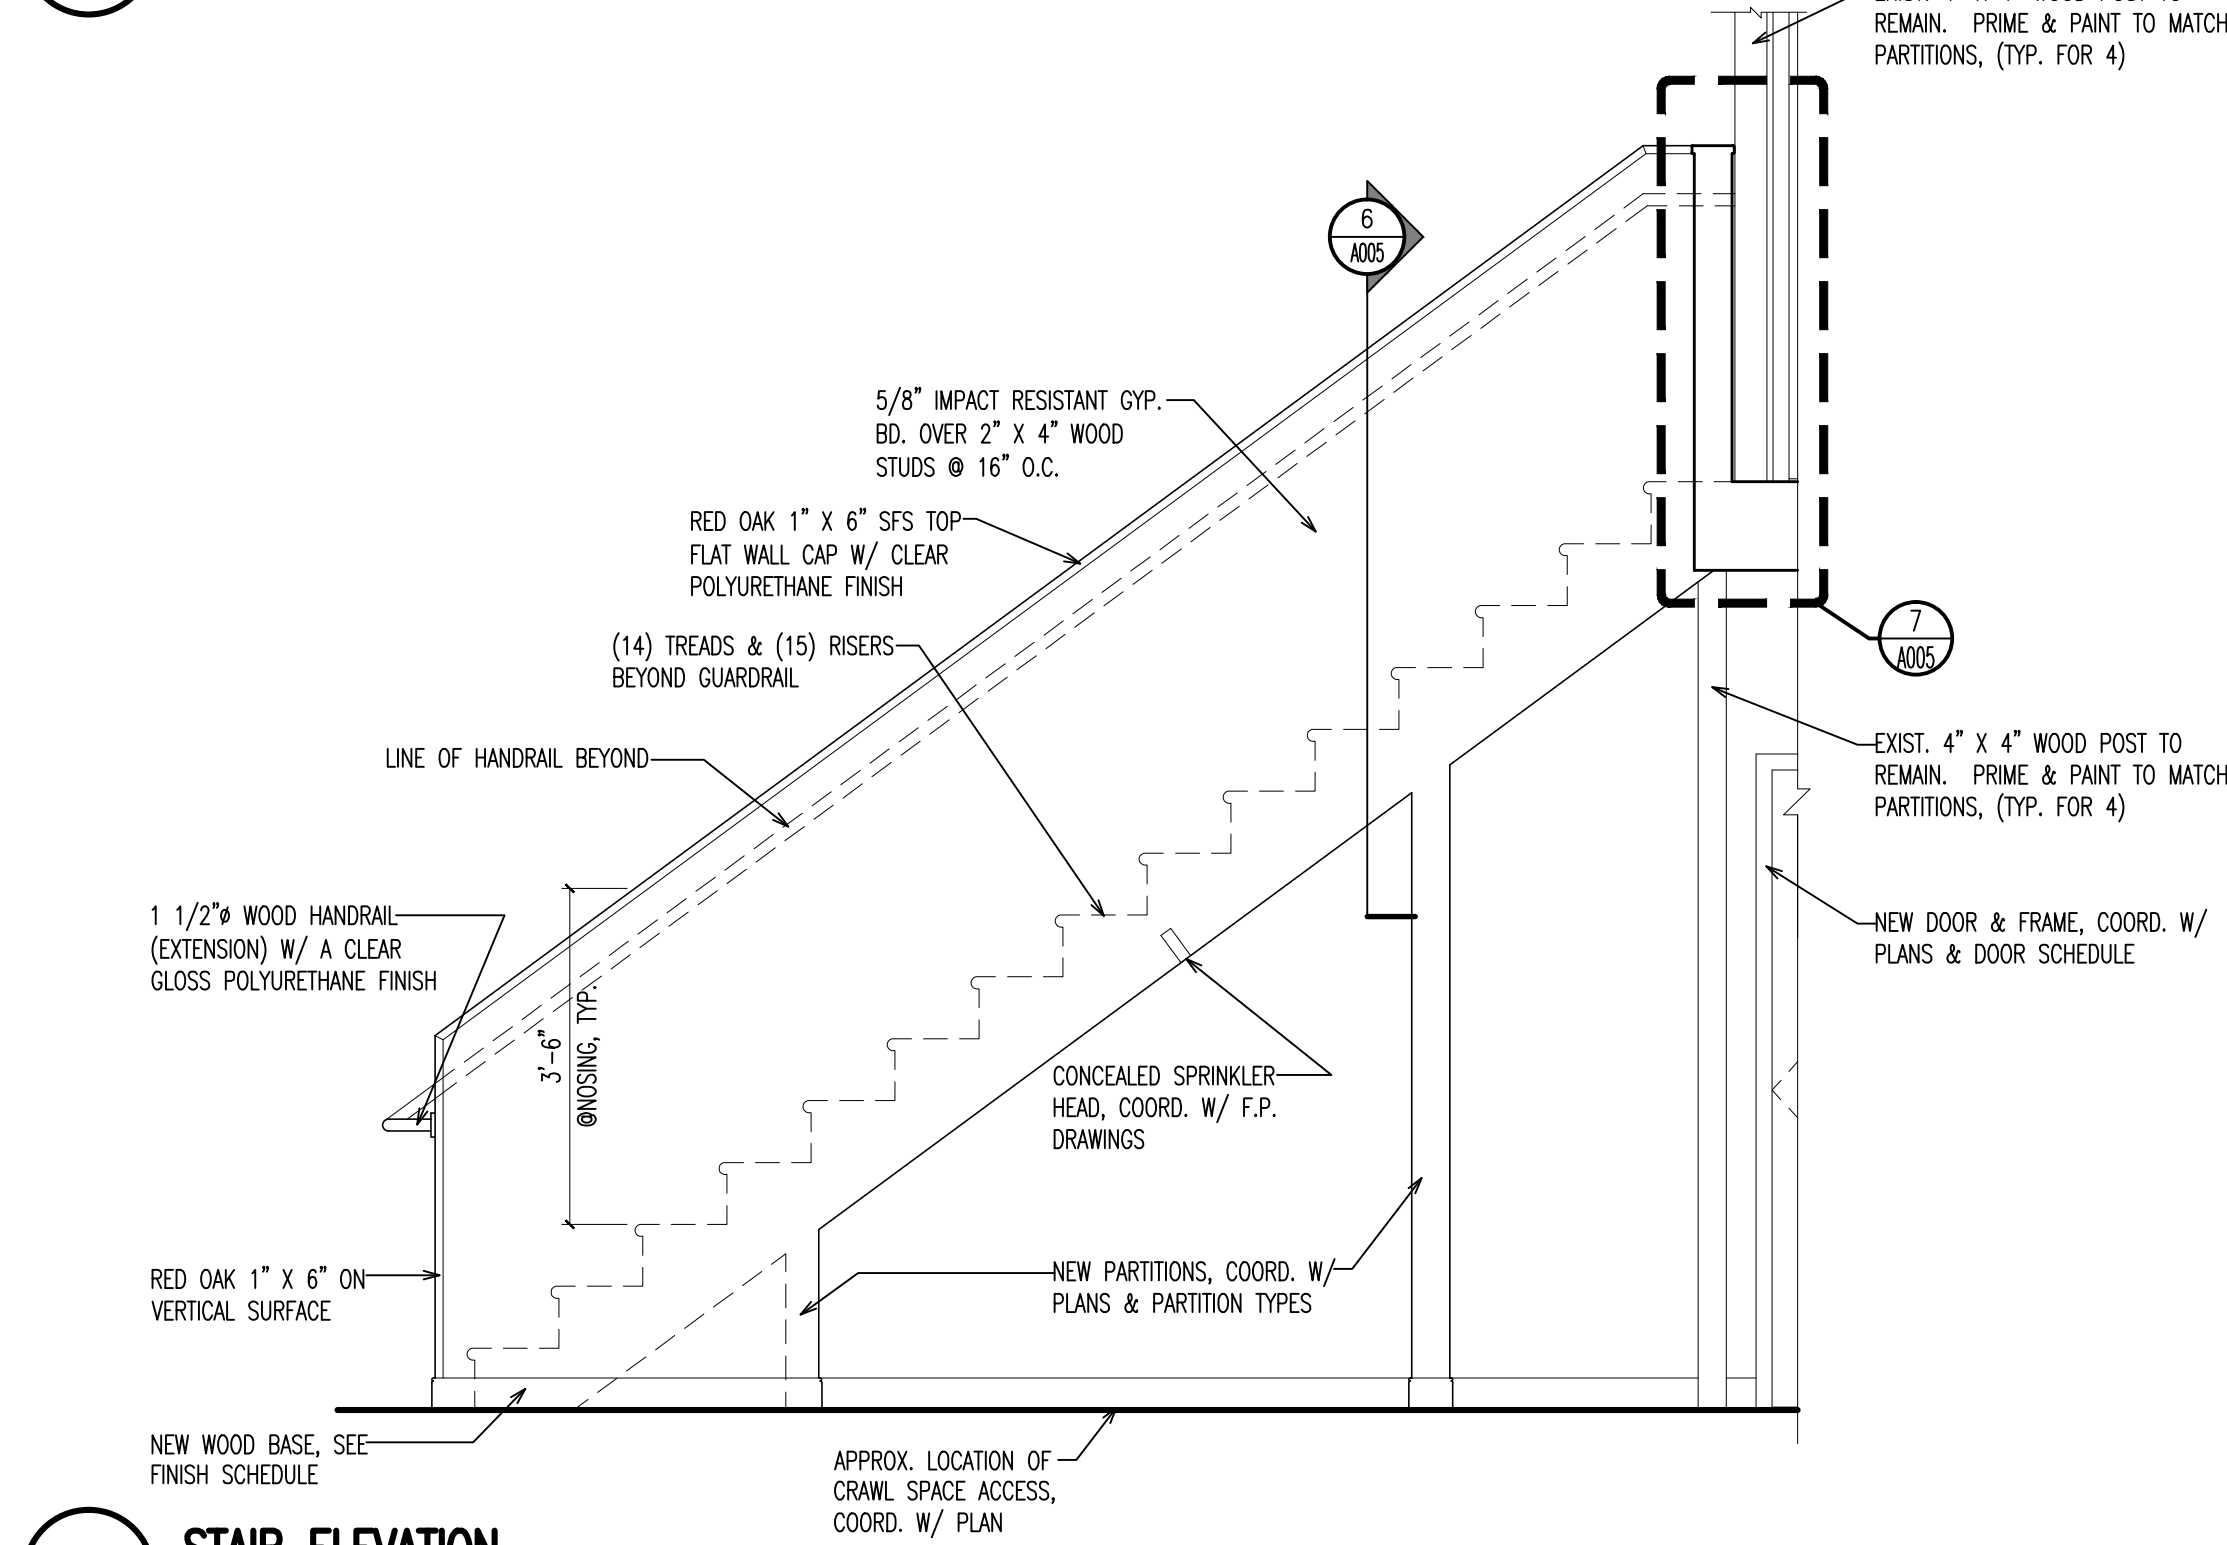 REMAIN. PRIME & PAINT TO MATCH
PARTITIONS, (TYP. FOR 4)
6
A005
5/8" IMPACT RESISTANT GYP.
BD. OVER 2" X 4" WOOD
STUDS @ 16" O.C.
RED OAK 1" X 6" SFS TOP
FLAT WALL CAP W/ CLEAR
POLYURETHANE FINISH
(14) TREADS & (15) RISERS
BEYOND GUARDRAIL
7
A005
LINE OF HANDRAIL BEYOND
EXIST. 4" X 4" WOOD POST TO
REMAIN. PRIME & PAINT TO MATCH
PARTITIONS, (TYP. FOR 4)
1 1/2"ø WOOD HANDRAIL
(EXTENSION) W/ A CLEAR
GLOSS POLYURETHANE FINISH
NEW DOOR & FRAME, COORD. W/
PLANS & DOOR SCHEDULE
3'-6"
@NOSING, TYP.
CONCEALED SPRINKLER
HEAD, COORD. W/ F.P.
DRAWINGS
RED OAK 1" X 6" ON
VERTICAL SURFACE
NEW PARTITIONS, COORD. W/
PLANS & PARTITION TYPES
NEW WOOD BASE, SEE
FINISH SCHEDULE
APPROX. LOCATION OF
CRAWL SPACE ACCESS,
COORD. W/ PLAN
STAIR ELEVATION